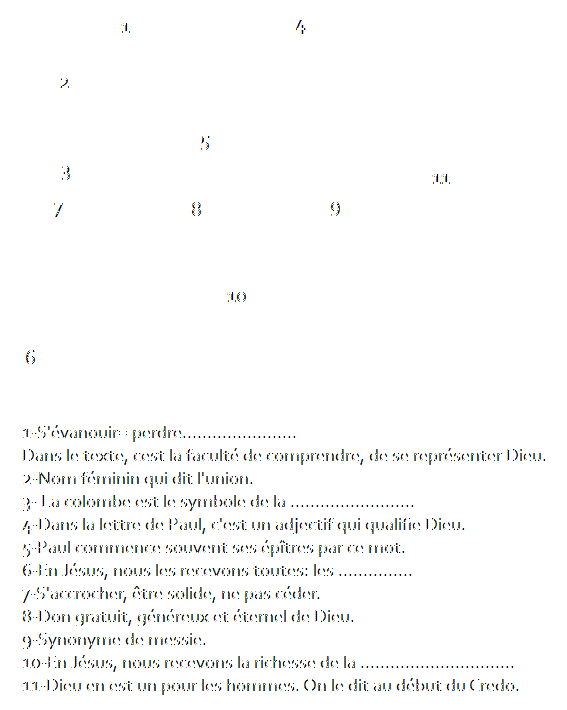 1 4
2
5
3 11
7 8 9
10
6
1-S'évanouir= perdre.......................
Dans le texte, cest la faculté de comprendre, de se représenter Dieu.
2-Nom féminin qui dit l'union.
3- La colombe est le symbole de la .........................
4-Dans la lettre de Paul, c'est un adjectif qui qualifie Dieu.
5-Paul commence souvent ses épîtres par ce mot.
6-En Jésus, nous les recevons toutes: les ...............
7-S'accrocher, être solide, ne pas céder.
8-Don gratuit, généreux et éternel de Dieu.
9-Synonyme de messie.
10-En Jésus, nous recevons la richesse de la ...............................
11-Dieu en est un pour les hommes. On le dit au début du Credo.